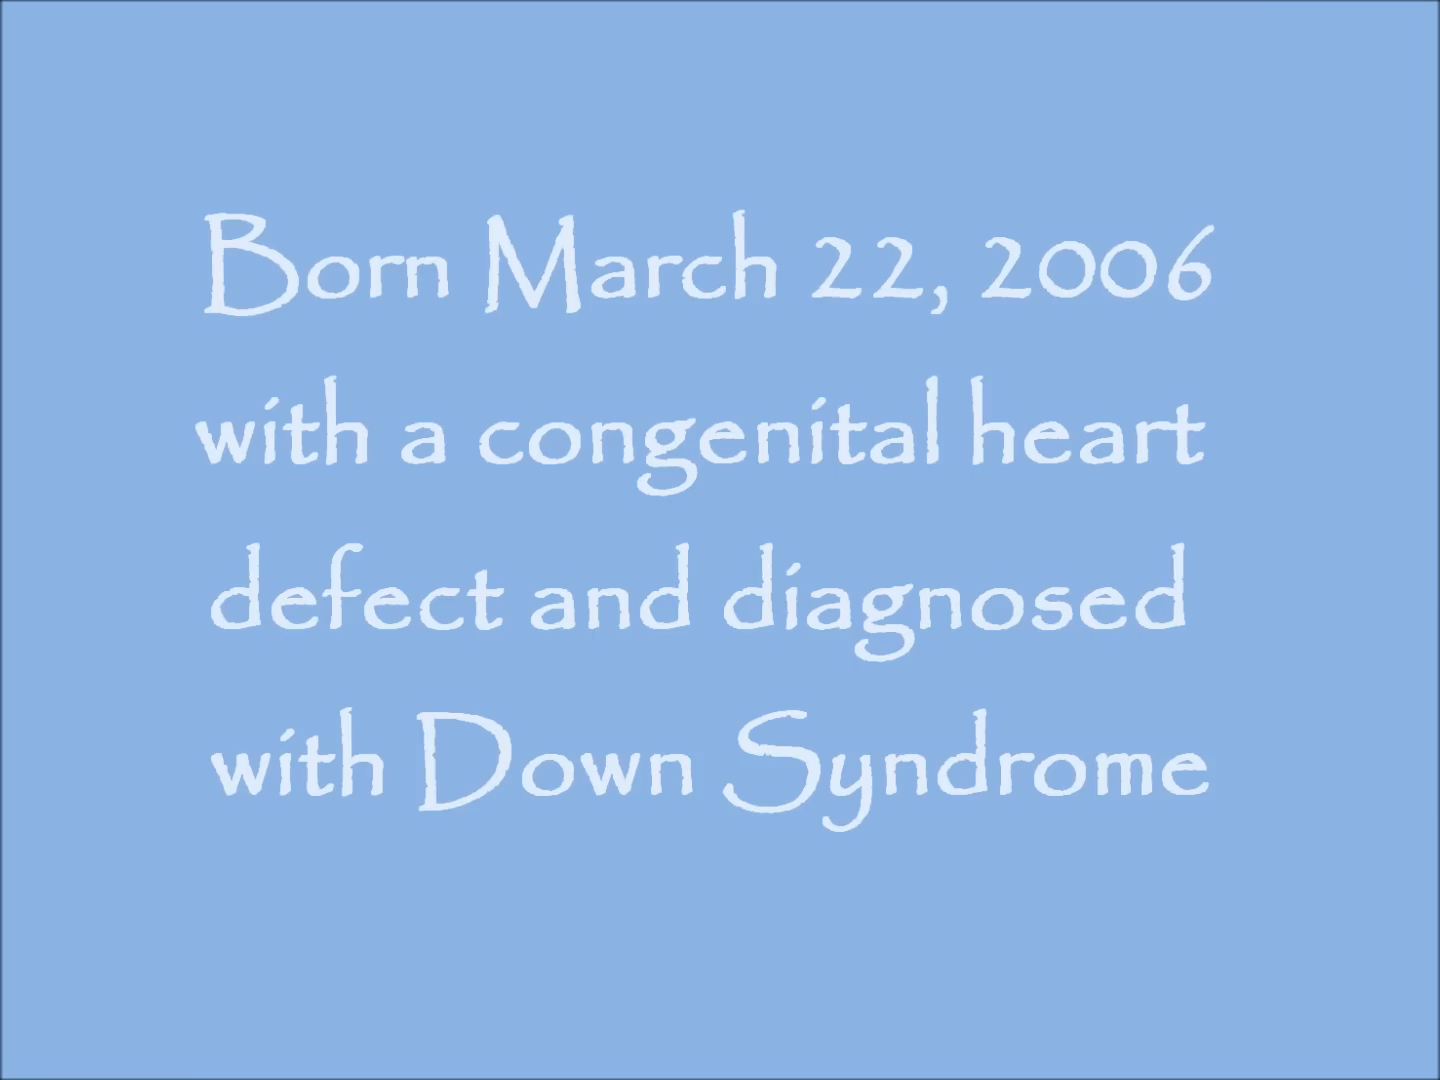 Born March 22, 2006
with a congenital heart
defect and diagnosed
with Down Syndrome